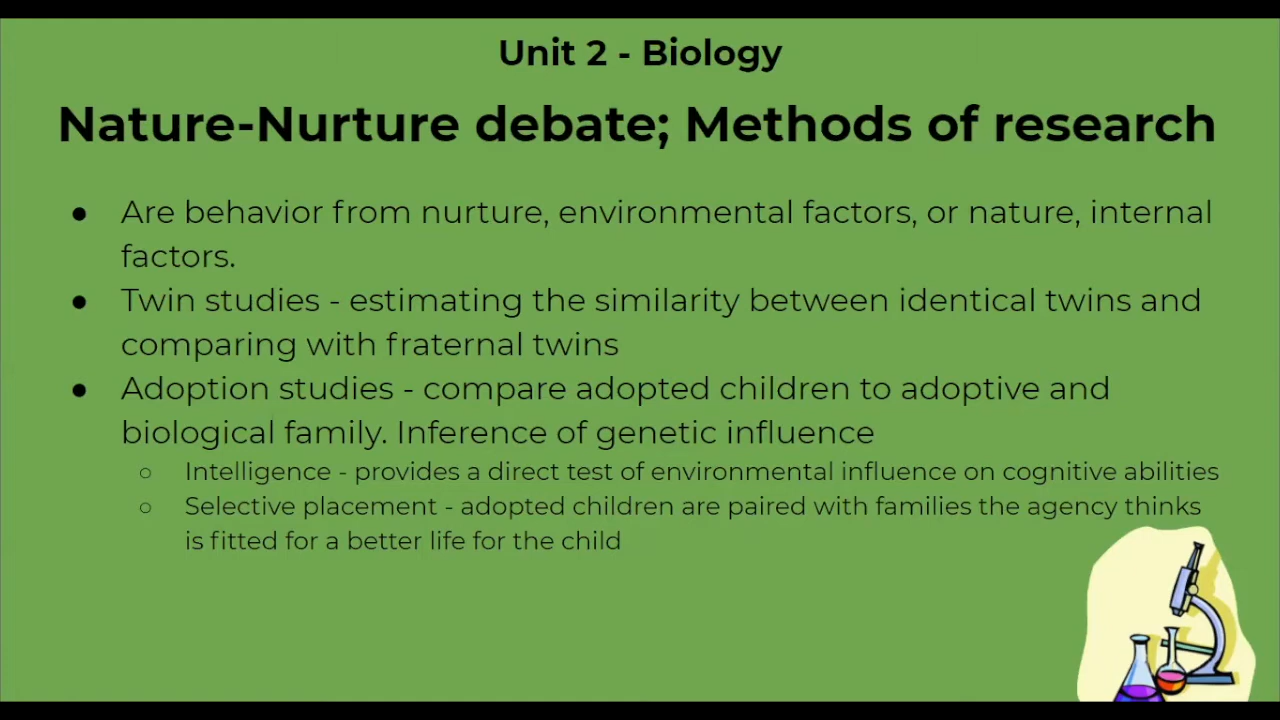 Unit 2 - Biology
Nature-Nurture debate; Methods of research
● Are behavior from nurture, environmental factors, or nature, internal
factors.
● Twin studies - estimating the similarity between identical twins and
comparing with fraternal twins
● Adoption studies - compare adopted children to adoptive and
biological family. Inference of genetic influence
○ Intelligence - provides a direct test of environmental influence on cognitive abilities
○ Selective placement - adopted children are paired with families the agency thinks
is fitted for a better life for the child